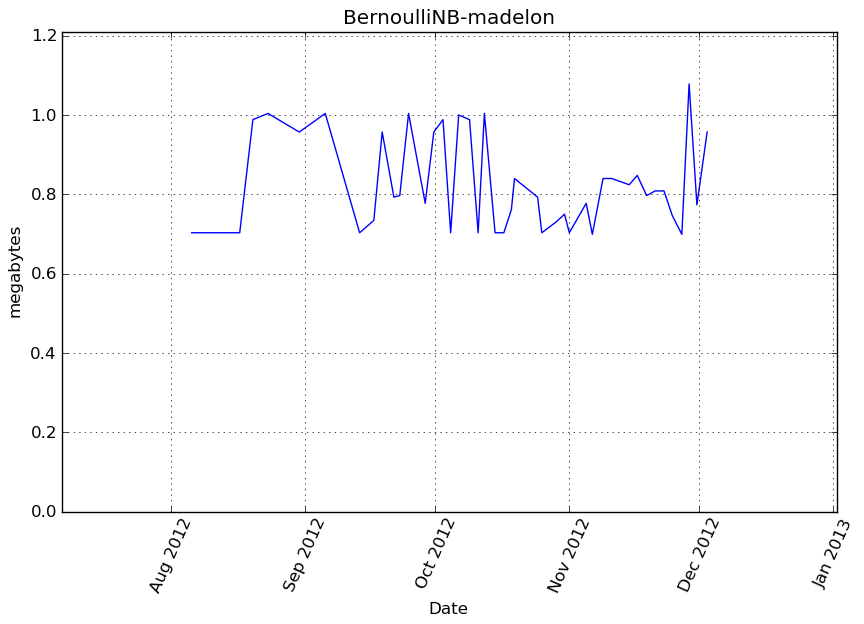 BernoulliNB-madelon
1.2
1.0
0.8
0.6
0.4
0.2
0.0
megabytes
Aug 2012
Sep 2012
Oct 2012
Nov 2012
Dec 2012
Jan 2013
Date